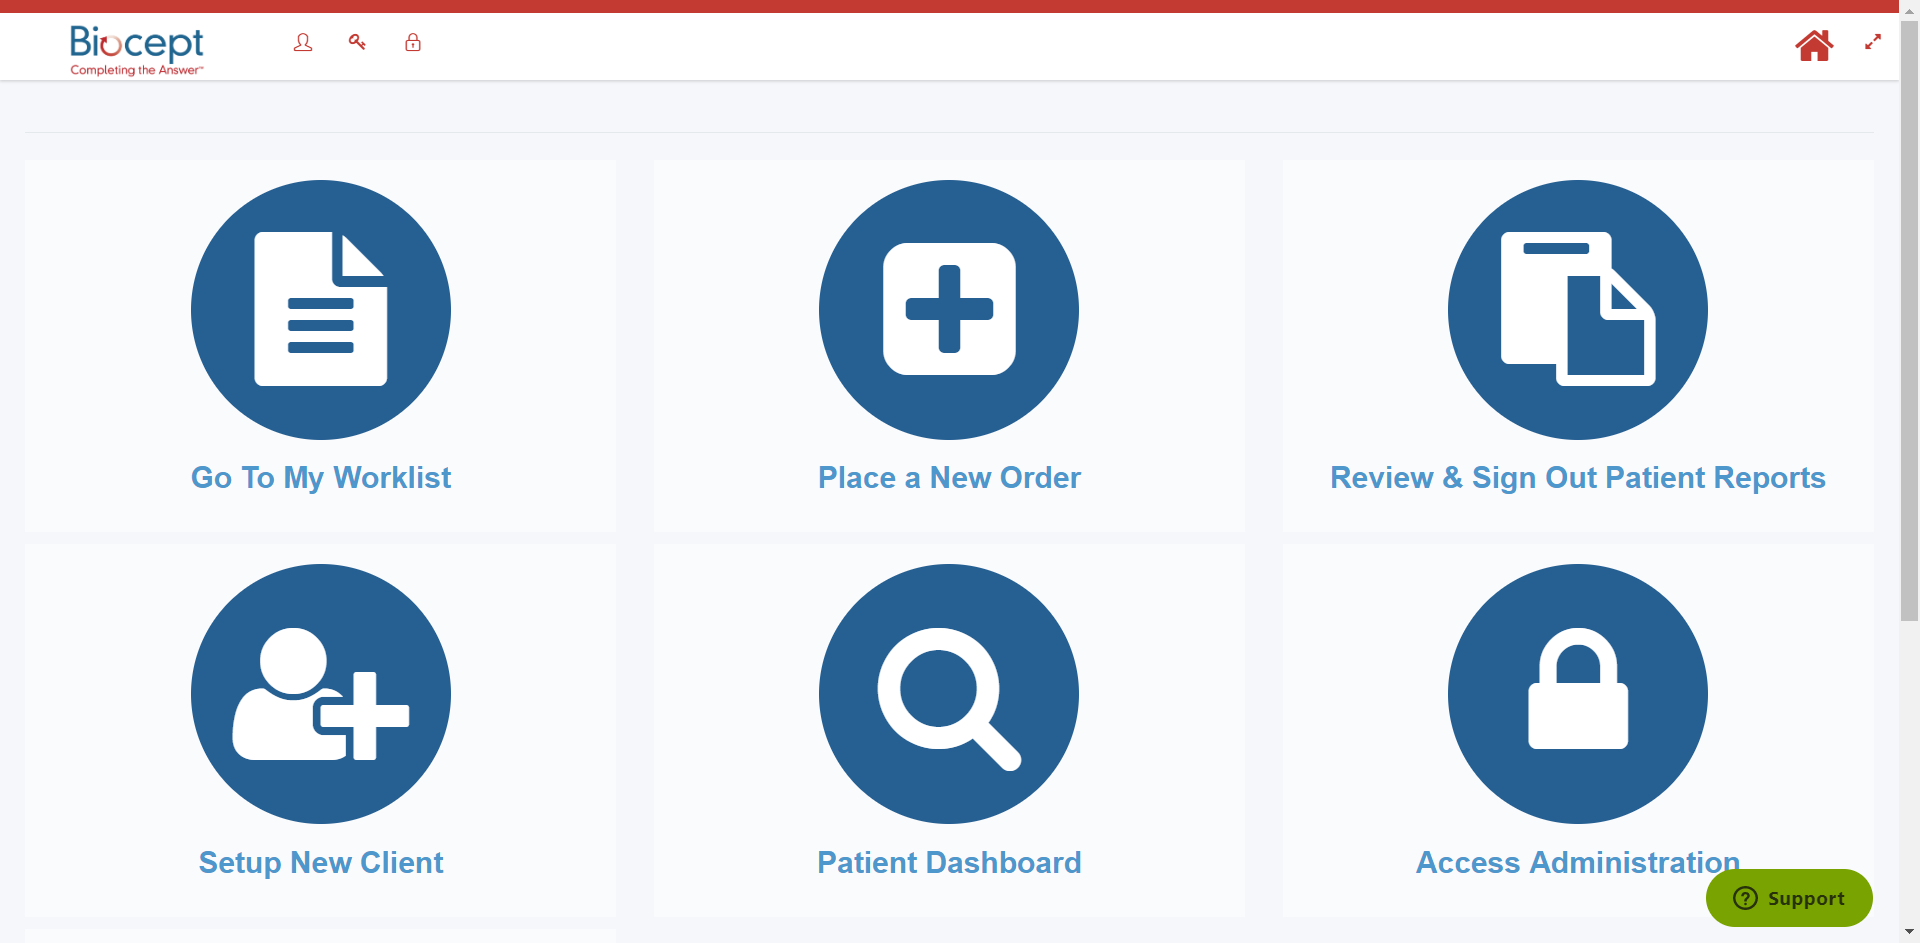 Biocept
Completing the Answer™
Go To My Worklist
Place a New Order
Review & Sign Out Patient Reports
Setup New Client
Patient Dashboard
Access Administration
Support